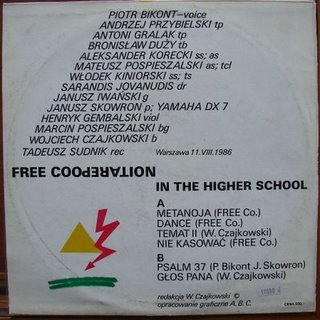 PIOTR BIKONT—voice
ANDRZEJ PRZYBIELSKI tp
ANTONI GRALAK tp
BRONISŁAW DUŻY tb
ALEKSANDER KORECKI ss; as
MATEUSZ POSPIESZALSKI as; tcl
WŁODEK KINIORSKI ss; ts
SARANDIS JOVANUDIS dr
JANUSZ IWAŃSKI g
JANUSZ SKOWRON p; YAMAHA DX 7
HENRYK GEMBALSKI viol
MARCIN POSPIESZALSKI bg
WOJCIECH CZAJKOWSKI b
TADEUSZ SUDNIK rec Warszawa 11.VIII.1986
FREE COOPERATION
IN THE HIGHER SCHOOL
A
METANOJA (FREE Co.)
DANCE (FREE Co.)
TEMAT II (W. Czajkowski)
NIE KASOWAĆ (FREE Co.)
B
PSALM 37 (P. Bikont J. Skowron)
GŁOS PANA (W. Czajkowski)
redakcja W. Czajkowski
opracowanie graficzne A. B. C.